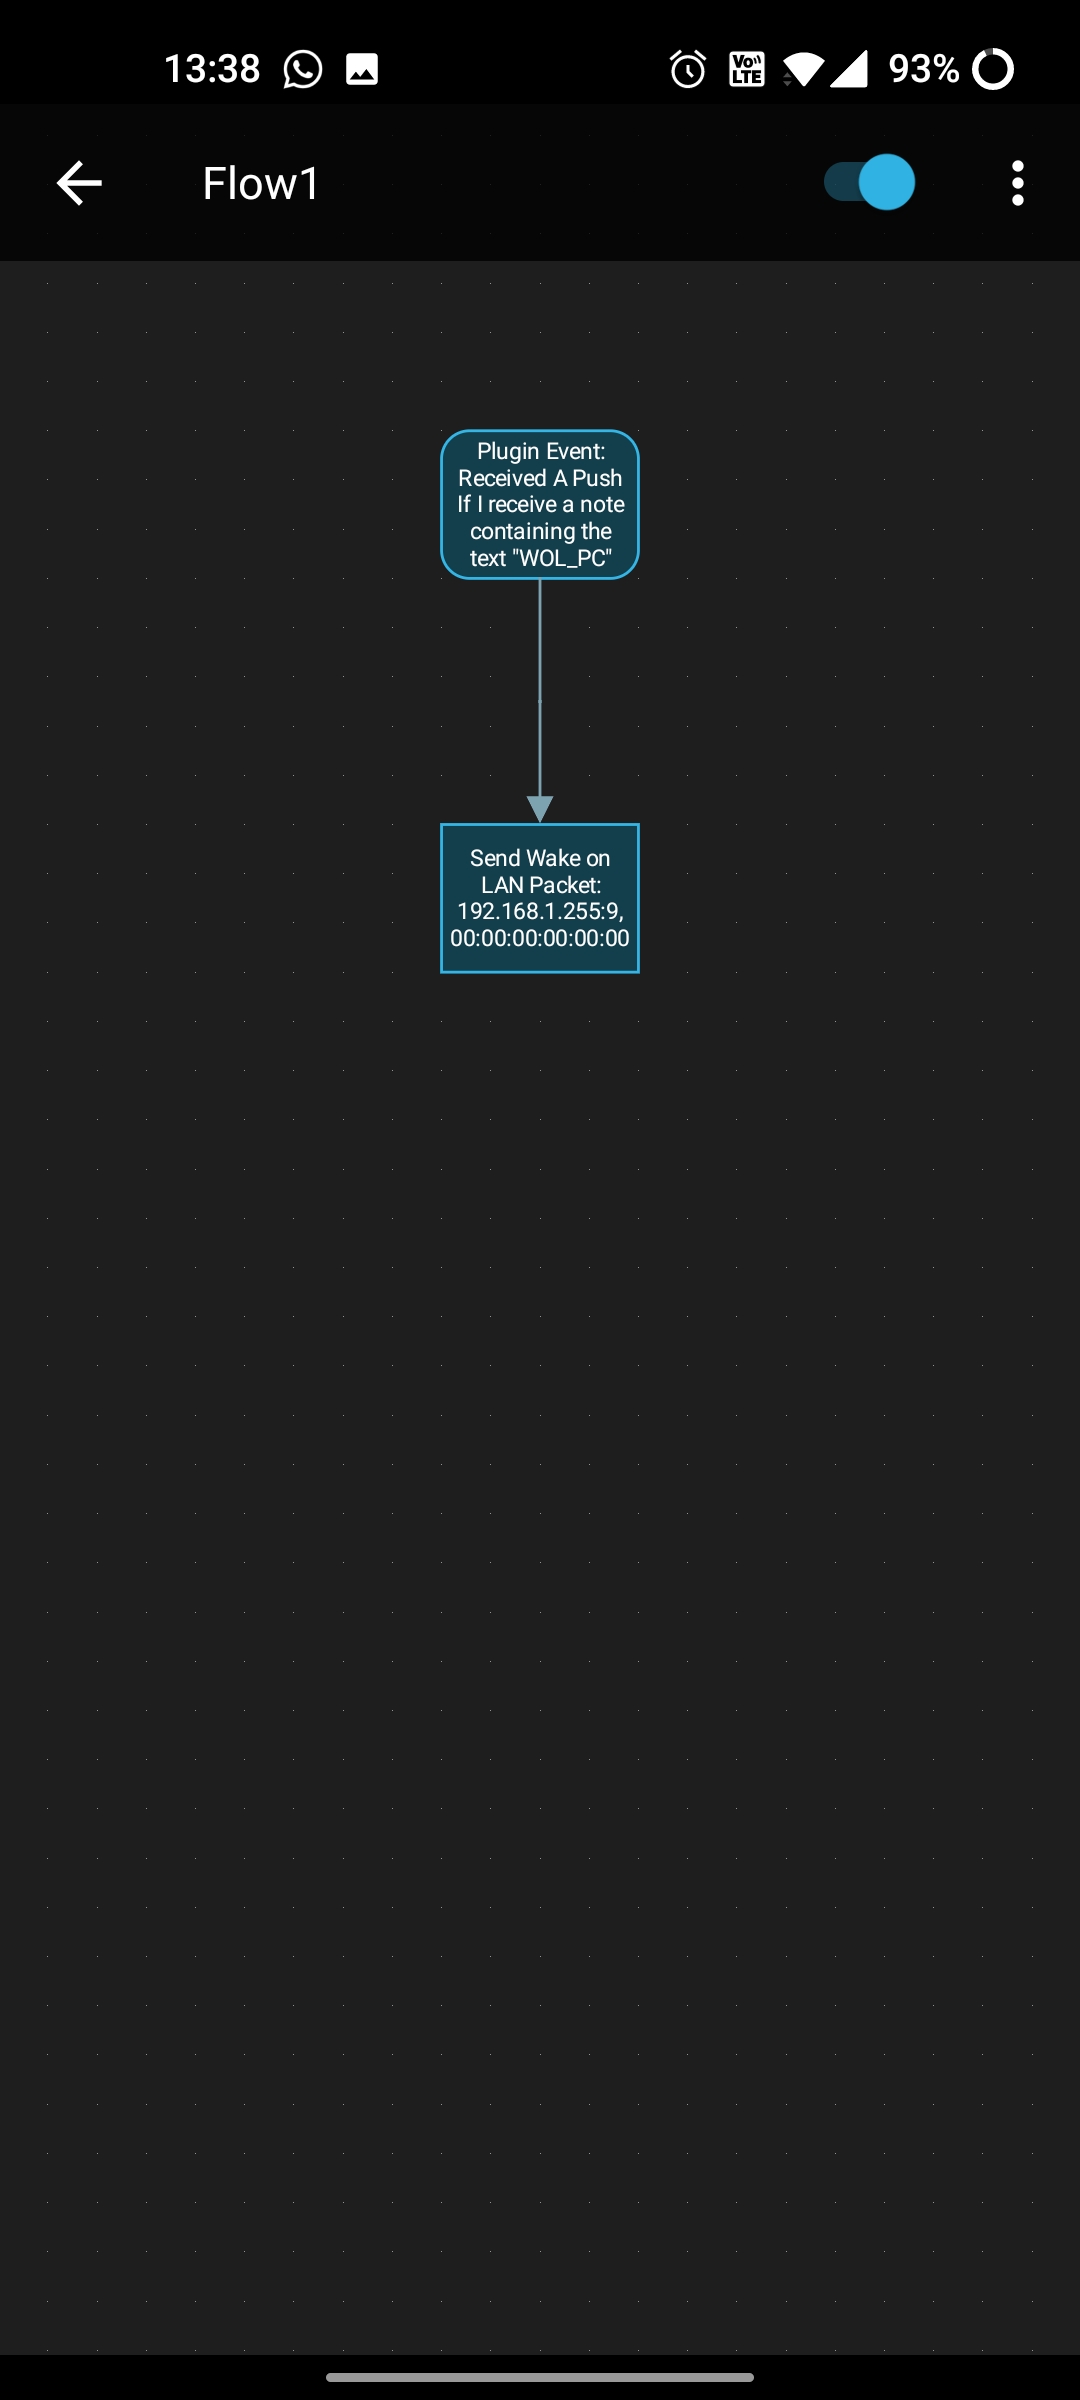 13:38
Vo))
LTE
93%
Flow1
Plugin Event:
Received A Push
If I receive a note
containing the
text "WOL_PC"
Send Wake on
LAN Packet:
192.168.1.255:9,
00:00:00:00:00:00